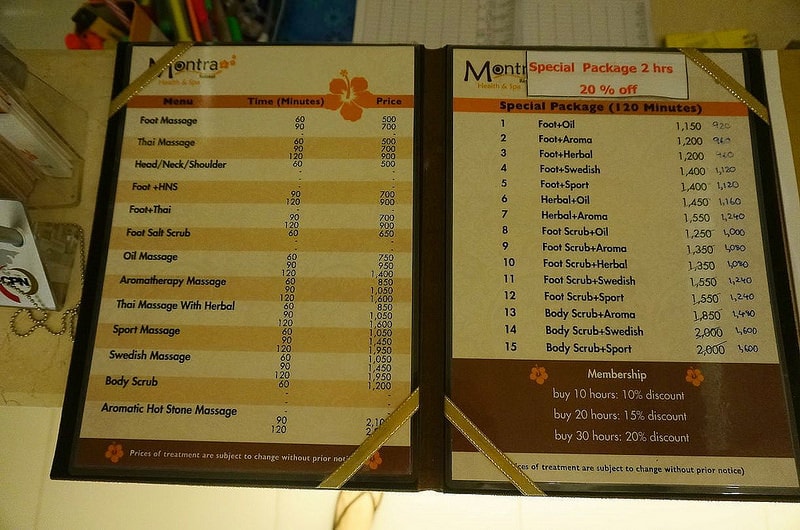 Montra
Health & Spa
Menu Time (Minutes) Price
Foot Massage 60 500
90 700
Thai Massage 60 500
90 700
120 900
Head/Neck/Shoulder 60 500
Foot +HNS
90 700
120 900
Foot+Thai
90 700
120 900
Foot Salt Scrub 60 650
Oil Massage 60 750
90 950
120 1,400
Aromatherapy Massage 60 850
90 1,050
120 1,600
Thai Massage With Herbal 60 850
90 1,050
120 1,600
Sport Massage 60 1,050
90 1,450
120 1,950
Swedish Massage 60 1,050
90 1,450
120 1,950
Body Scrub 60 1,200
Aromatic Hot Stone Massage
90
120
Prices of treatment are subject to change without prior notice
Montra
Health & Spa
Special Package 2 hrs
20 % off
Special Package (120 Minutes)
1 Foot+Oil 1,150 920
2 Foot+Aroma 1,200 960
3 Foot+Herbal 1,200 960
4 Foot+Swedish 1,400 1,120
5 Foot+Sport 1,400 1,120
6 Herbal+Oil 1,450 1,160
7 Herbal+Aroma 1,550 1,240
8 Foot Scrub+Oil 1,250 1,000
9 Foot Scrub+Aroma 1,350 1,080
10 Foot Scrub+Herbal 1,350 1,080
11 Foot Scrub+Swedish 1,550 1,240
12 Foot Scrub+Sport 1,550 1,240
13 Body Scrub+Aroma 1,850 1,480
14 Body Scrub+Swedish 2,000 1,600
15 Body Scrub+Sport 2,000 1,600
Membership
buy 10 hours: 10% discount
buy 20 hours: 15% discount
buy 30 hours: 20% discount
of treatment are subject to change without prior notice)
CPN